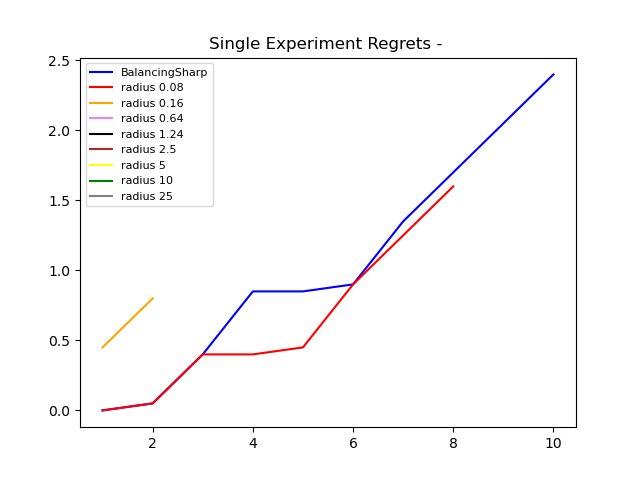 Single Experiment Regrets -
2.5
2.0
1.5
1.0
0.5
0.0
BalancingSharp
radius 0.08
radius 0.16
radius 0.64
radius 1.24
radius 2.5
radius 5
radius 10
radius 25
2 4 6 8 10